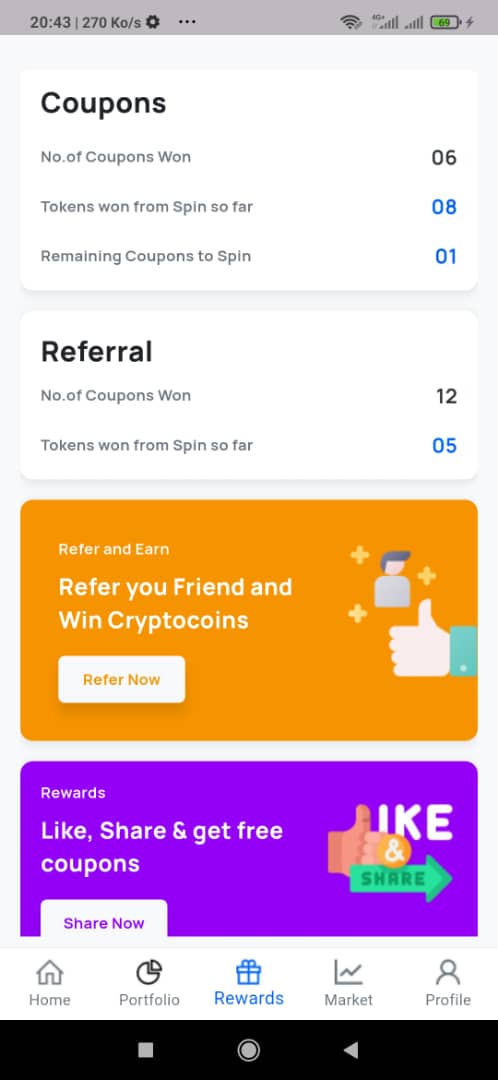 20:43 | 270 Ko/s ...
4G+
69
Coupons
No.of Coupons Won 06
Tokens won from Spin so far 08
Remaining Coupons to Spin 01
Referral
No.of Coupons Won 12
Tokens won from Spin so far 05
Refer and Earn
Refer you Friend and
Win Cryptocoins
Refer Now
Rewards
Like, Share & get free
coupons
LIKE
&
SHARE
Share Now
Home Portfolio Rewards Market Profile